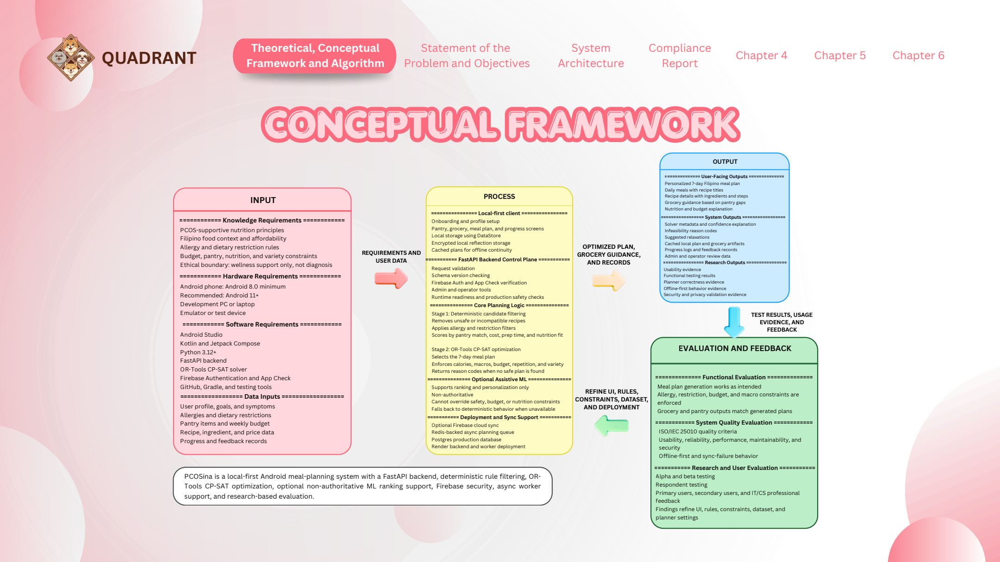 QUADRANT
Theoretical, Conceptual
Framework and Algorithm
Statement of the
Problem and Objectives
System
Architecture
Compliance
Report
Chapter 4
Chapter 5
Chapter 6
CONCEPTUAL FRAMEWORK
INPUT
============ Knowledge Requirements ============
PCOS-supportive nutrition principles
Filipino food context and affordability
Allergy and dietary restriction rules
Budget, pantry, nutrition, and variety constraints
Ethical boundary: wellness support only, not diagnosis
============ Hardware Requirements ============
Android phone: Android 8.0 minimum
Recommended: Android 11+
Development PC or laptop
Emulator or test device
============ Software Requirements ============
Android Studio
Kotlin and Jetpack Compose
Python 3.12+
FastAPI backend
OR-Tools CP-SAT solver
Firebase Authentication and App Check
GitHub, Gradle, and testing tools
================== Data Inputs ==================
User profile, goals, and symptoms
Allergies and dietary restrictions
Pantry items and weekly budget
Recipe, ingredient, and price data
Progress and feedback records
REQUIREMENTS AND
USER DATA
PROCESS
================ Local-first client ================
Onboarding and profile setup
Pantry, grocery, meal plan, and progress screens
Local storage using DataStore
Encrypted local reflection storage
Cached plans for offline continuity
=========== FastAPI Backend Control Plane ===========
Request validation
Schema version checking
Firebase Auth and App Check verification
Admin and operator tools
Runtime readiness and production safety checks
=============== Core Planning Logic ===============
Stage 1: Deterministic candidate filtering
Removes unsafe or incompatible recipes
Applies allergy and restriction filters
Scores by pantry match, cost, prep time, and nutrition fit
Stage 2: OR-Tools CP-SAT optimization
Selects the 7-day meal plan
Enforces calories, macros, budget, repetition, and variety
Returns reason codes when no safe plan is found
=============== Optional Assistive ML ===============
Supports ranking and personalization only
Non-authoritative
Cannot override safety, budget, or nutrition constraints
Falls back to deterministic behavior when unavailable
=========== Deployment and Sync Support ===========
Optional Firebase cloud sync
Redis-backed async planning queue
Postgres production database
Render backend and worker deployment
OPTIMIZED PLAN,
GROCERY GUIDANCE,
AND RECORDS
OUTPUT
============== User-Facing Outputs ==============
Personalized 7-day Filipino meal plan
Daily meals with recipe titles
Recipe details with ingredients and steps
Grocery guidance based on pantry gaps
Nutrition and budget explanation
================= System Outputs =================
Solver metadata and confidence explanation
Infeasibility reason codes
Suggested relaxations
Cached local plan and grocery artifacts
Progress logs and feedback records
Admin and operator review data
================ Research Outputs ================
Usability evidence
Functional testing results
Planner correctness evidence
Offline-first behavior evidence
Security and privacy validation evidence
TEST RESULTS, USAGE
EVIDENCE, AND
FEEDBACK
EVALUATION AND FEEDBACK
============== Functional Evaluation ==============
Meal plan generation works as intended
Allergy, restriction, budget, and macro constraints are
enforced
Grocery and pantry outputs match generated plans
============ System Quality Evaluation ============
ISO/IEC 25010 quality criteria
Usability, reliability, performance, maintainability, and
security
Offline-first and sync-failure behavior
=========== Research and User Evaluation ===========
Alpha and beta testing
Respondent testing
Primary users, secondary users, and IT/CS professional
feedback
Findings refine UI, rules, constraints, dataset, and
planner settings
REFINE UI, RULES,
CONSTRAINTS, DATASET,
AND DEPLOYMENT
PCOSina is a local-first Android meal-planning system with a FastAPI backend, deterministic rule filtering, OR-
Tools CP-SAT optimization, optional non-authoritative ML ranking support, Firebase security, async worker
support, and research-based evaluation.